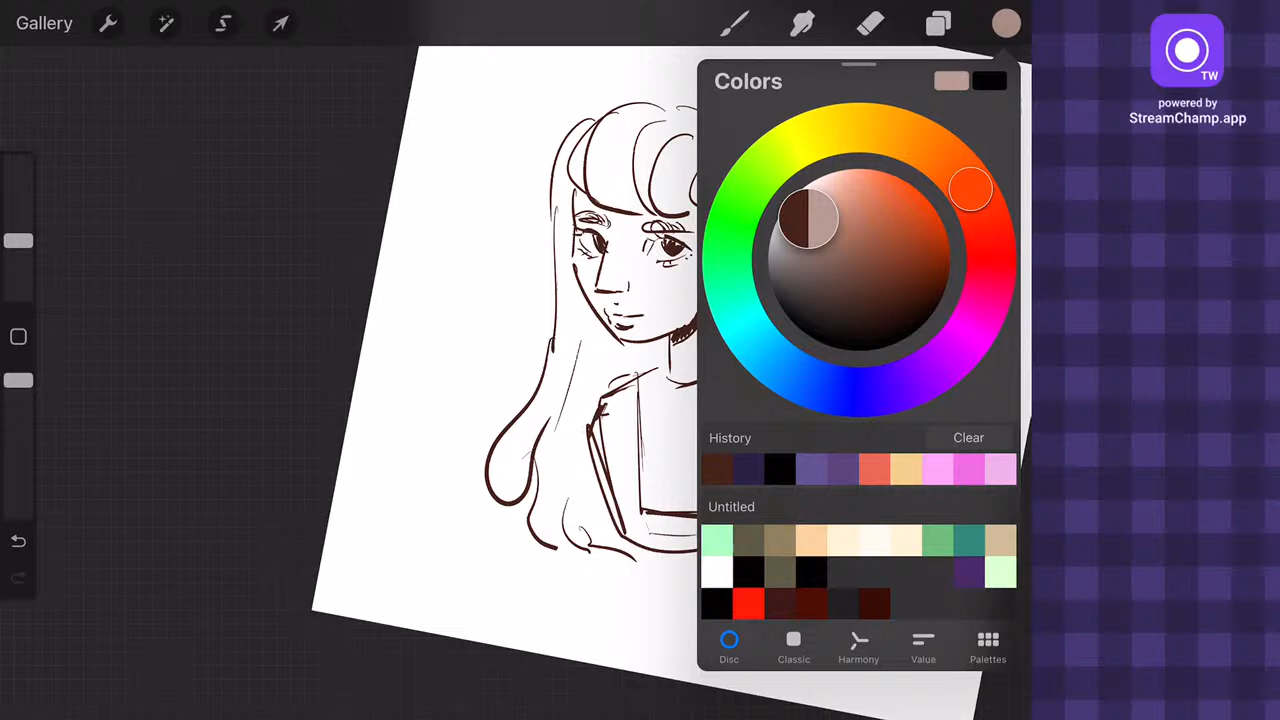 Gallery
TW
powered by
StreamChamp.app
Colors
History
Clear
Untitled
Disc
Classic
Harmony
Value
Palettes